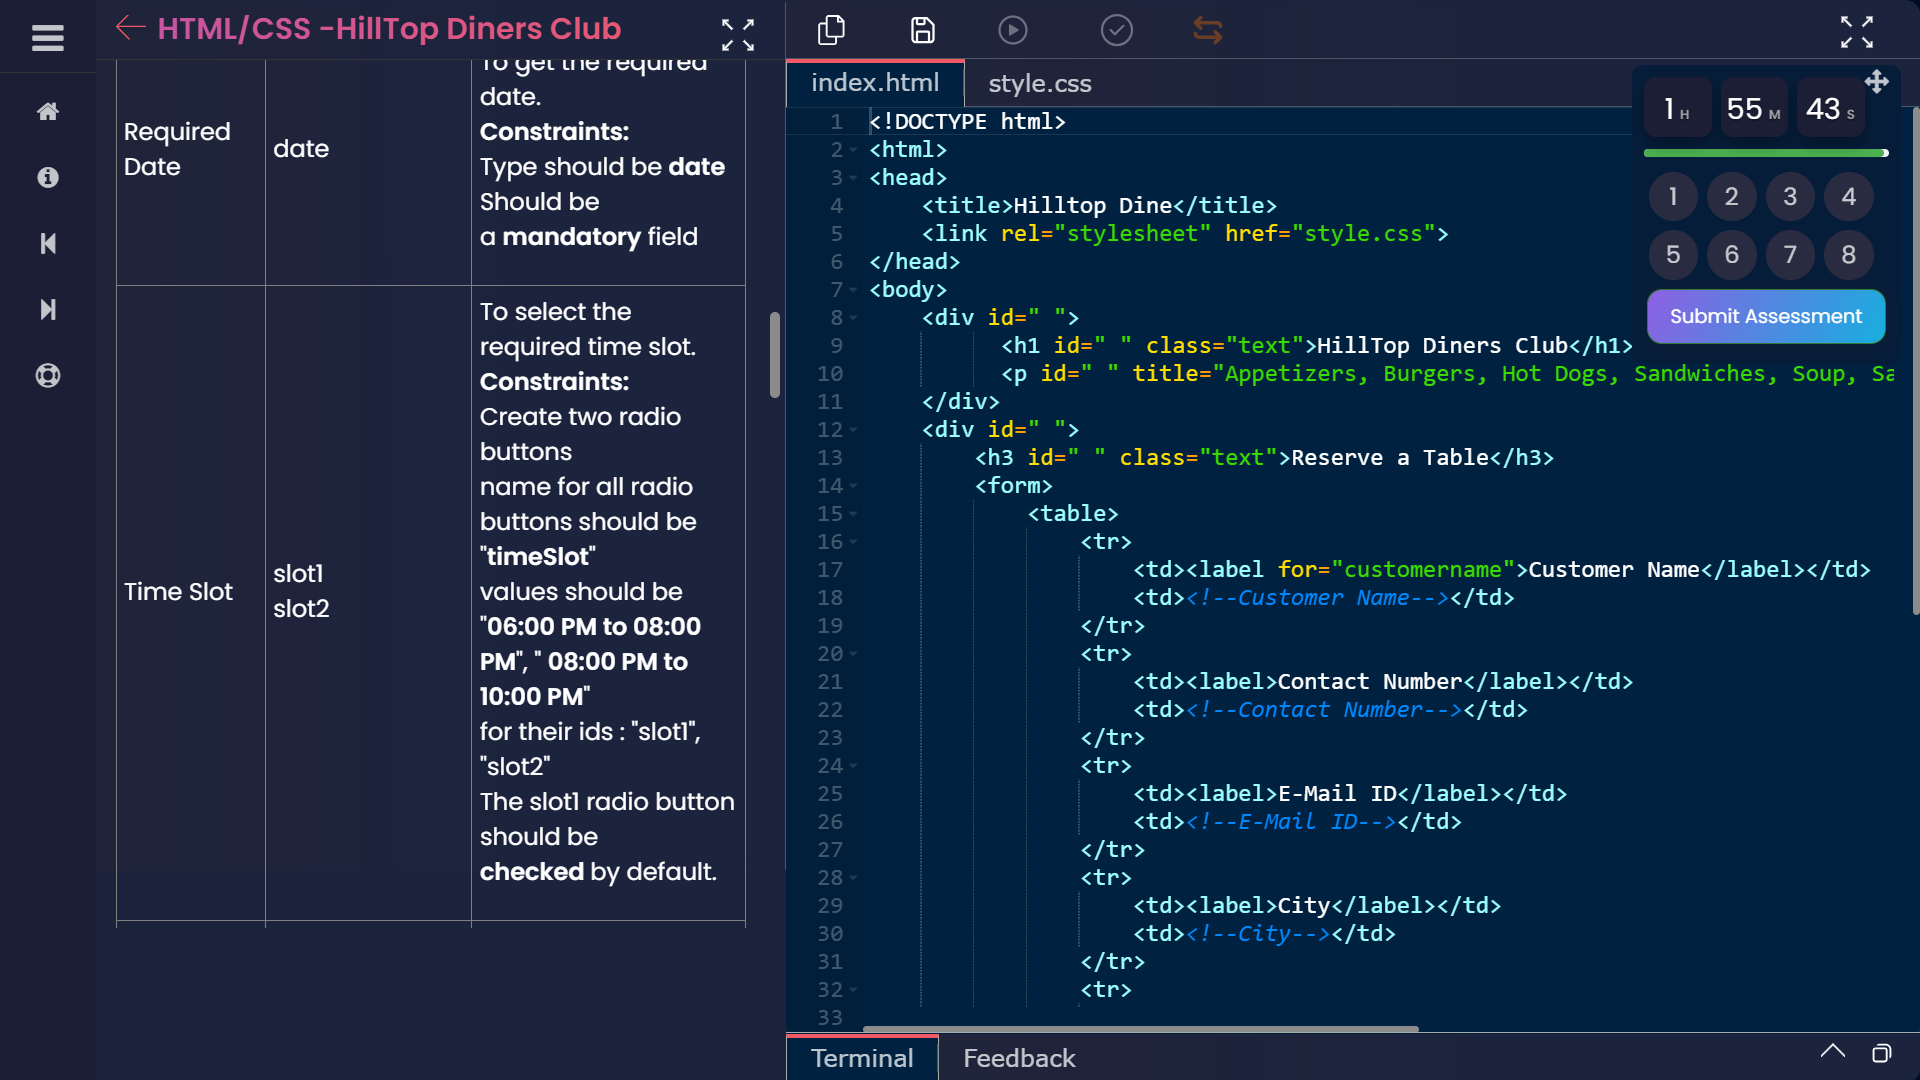 HTML/CSS -HillTop Diners Club
To get the required
date.
Constraints:
Type should be date
Should be
a mandatory field
Required
Date
date
To select the
required time slot.
Constraints:
Create two radio
buttons
name for all radio
buttons should be
"timeSlot"
values should be
"06:00 PM to 08:00
PM", " 08:00 PM to
10:00 PM"
for their ids : "slot1",
"slot2"
The slot1 radio button
should be
checked by default.
Time Slot
slot1
slot2
index.html
style.css
1 <!DOCTYPE html>
2 <html>
3 <head>
4 <title>Hilltop Dine</title>
5 <link rel="stylesheet" href="style.css">
6 </head>
7 <body>
8 <div id=" ">
9 <h1 id=" " class="text">HillTop Diners Club</h1>
10 <p id=" " title="Appetizers, Burgers, Hot Dogs, Sandwiches, Soup, Sa
11 </div>
12 <div id=" ">
13 <h3 id=" " class="text">Reserve a Table</h3>
14 <form>
15 <table>
16 <tr>
17 <td><label for="customername">Customer Name</label></td>
18 <td><!--Customer Name--></td>
19 </tr>
20 <tr>
21 <td><label>Contact Number</label></td>
22 <td><!--Contact Number--></td>
23 </tr>
24 <tr>
25 <td><label>E-Mail ID</label></td>
26 <td><!--E-Mail ID--></td>
27 </tr>
28 <tr>
29 <td><label>City</label></td>
30 <td><!--City--></td>
31 </tr>
32 <tr>
33
1 H 55 M 43 S
1 2 3 4
5 6 7 8
Submit Assessment
Terminal
Feedback